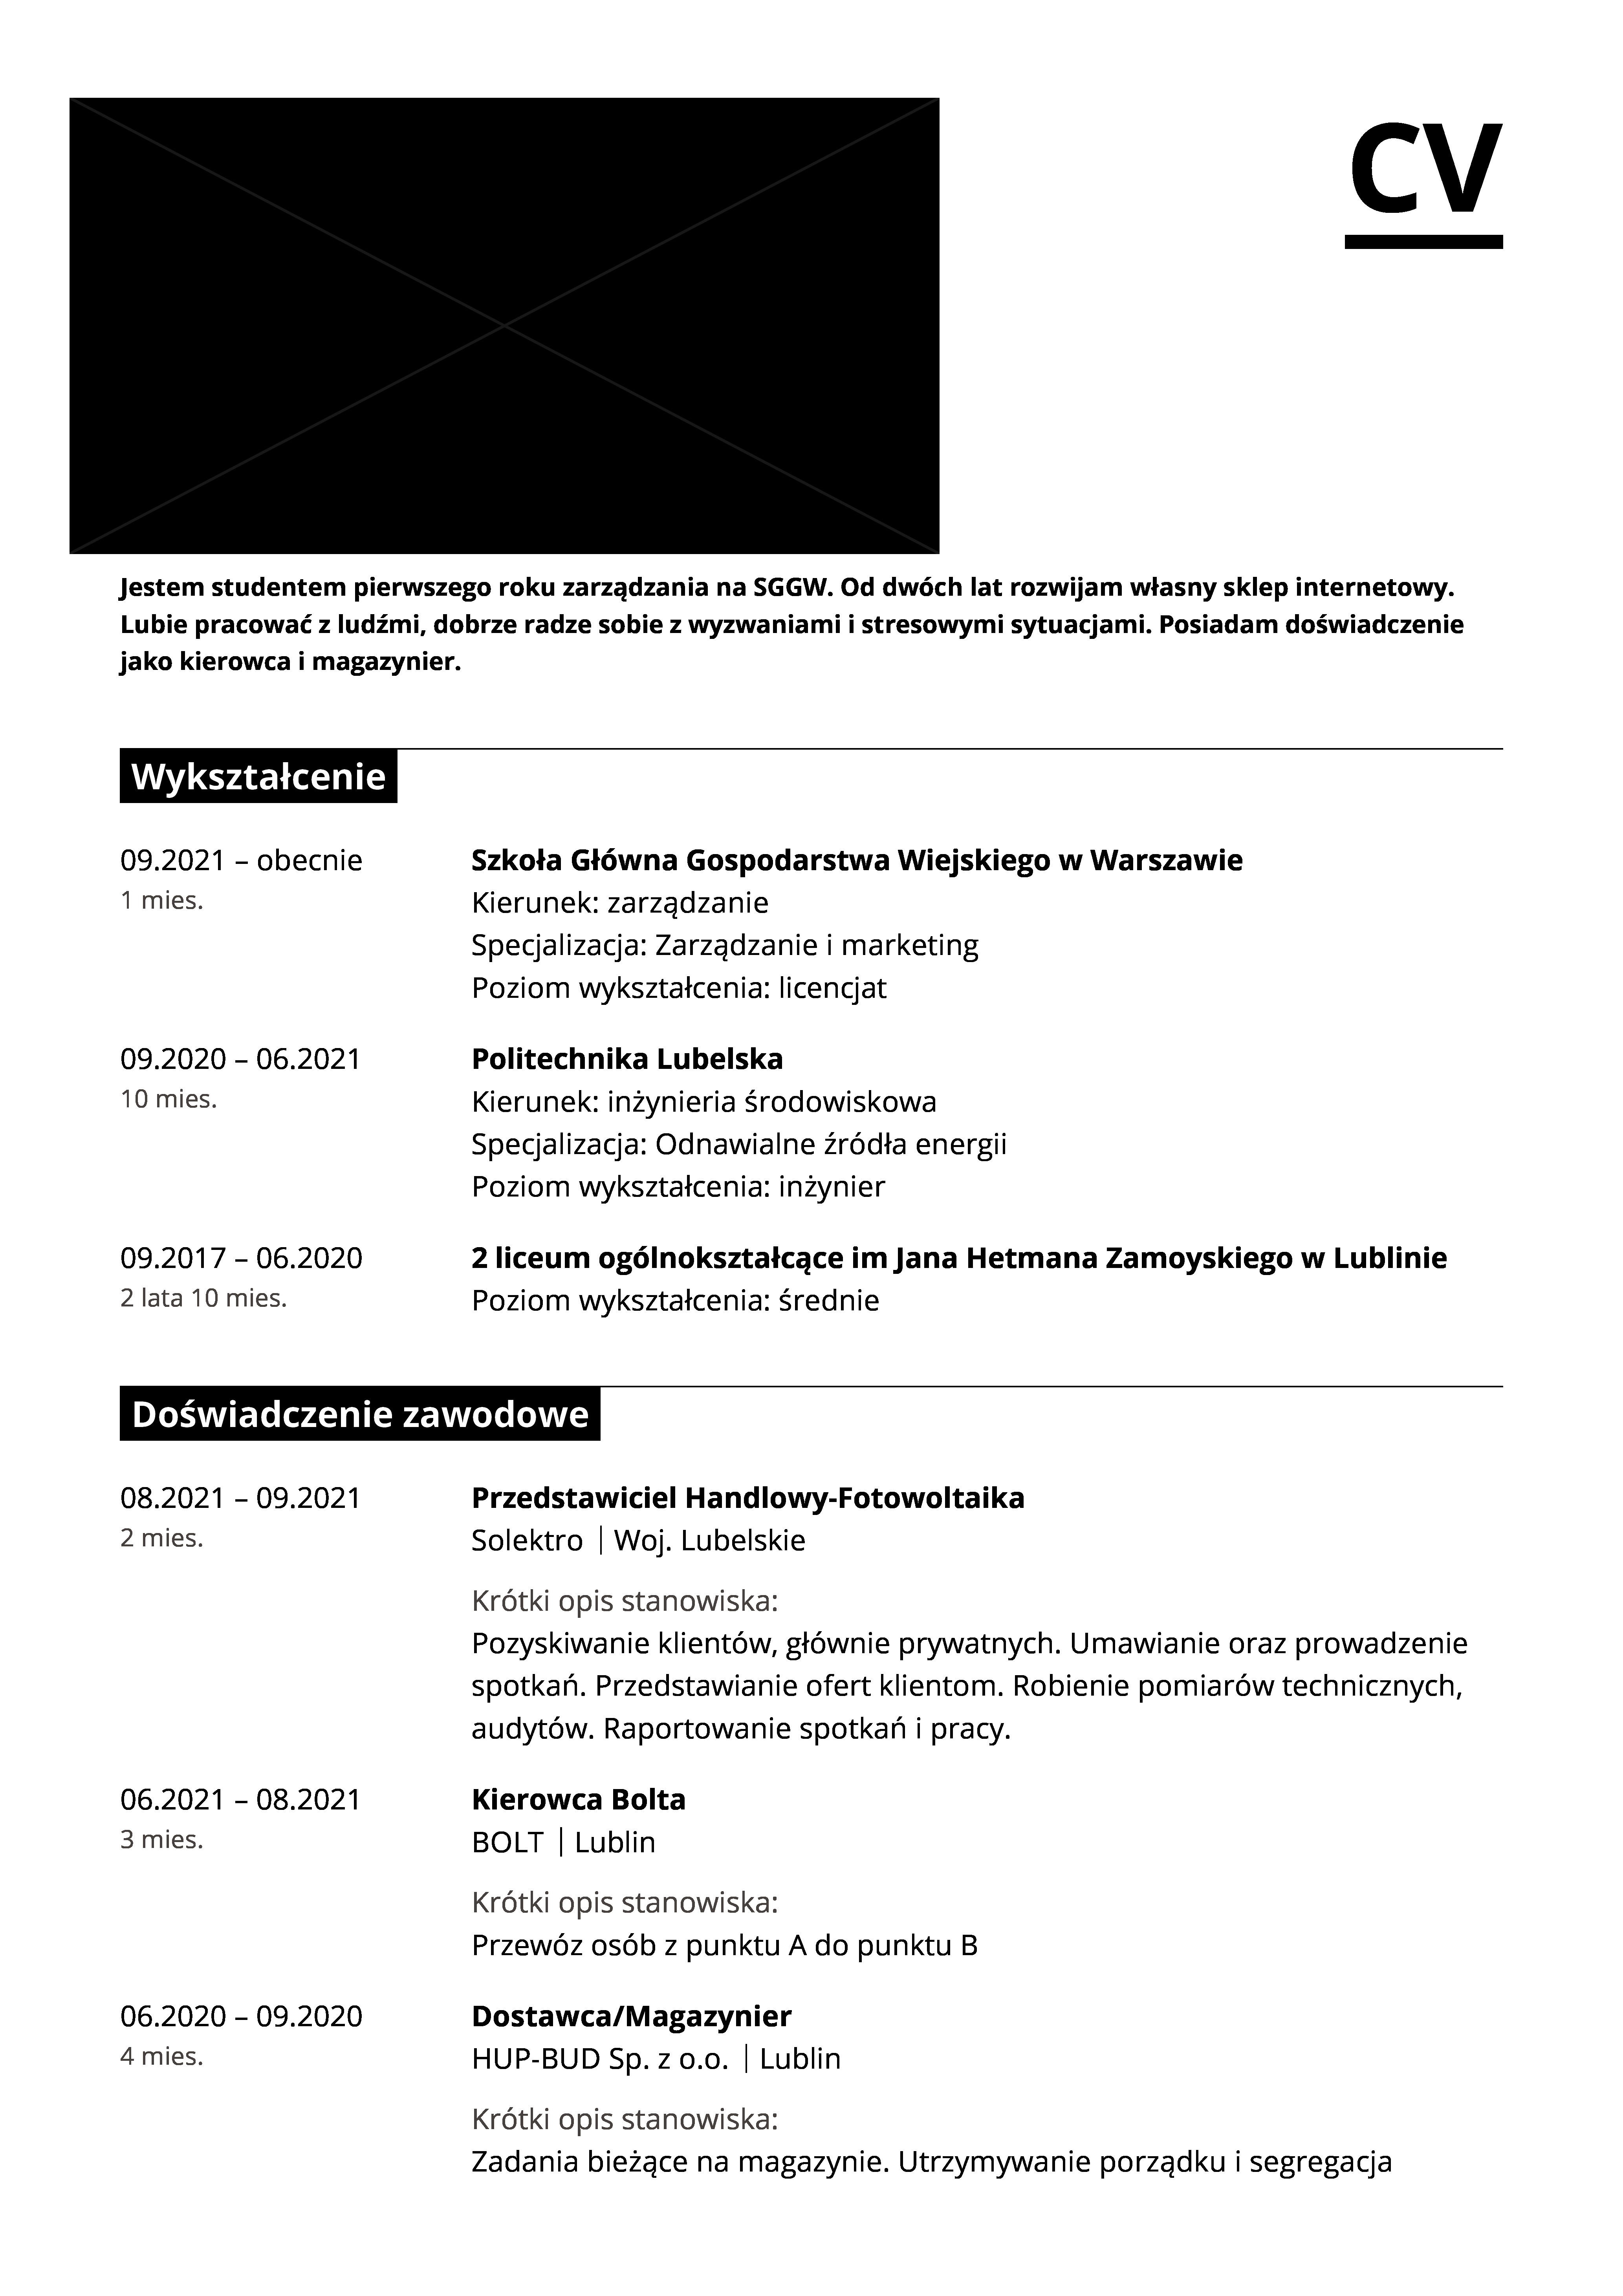 CV
Jestem studentem pierwszego roku zarządzania na SGGW. Od dwóch lat rozwijam własny sklep internetowy.
Lubie pracować z ludźmi, dobrze radze sobie z wyzwaniami i stresowymi sytuacjami. Posiadam doświadczenie
jako kierowca i magazynier.
Wykształcenie
09.2021 – obecnie
1 mies.
Szkoła Główna Gospodarstwa Wiejskiego w Warszawie
Kierunek: zarządzanie
Specjalizacja: Zarządzanie i marketing
Poziom wykształcenia: licencjat
09.2020 – 06.2021
10 mies.
Politechnika Lubelska
Kierunek: inżynieria środowiskowa
Specjalizacja: Odnawialne źródła energii
Poziom wykształcenia: inżynier
09.2017 – 06.2020
2 lata 10 mies.
2 liceum ogólnokształcące im Jana Hetmana Zamoyskiego w Lublinie
Poziom wykształcenia: średnie
Doświadczenie zawodowe
08.2021 – 09.2021
2 mies.
Przedstawiciel Handlowy-Fotowoltaika
Solektro | Woj. Lubelskie
Krótki opis stanowiska:
Pozyskiwanie klientów, głównie prywatnych. Umawianie oraz prowadzenie
spotkań. Przedstawianie ofert klientom. Robienie pomiarów technicznych,
audytów. Raportowanie spotkań i pracy.
06.2021 – 08.2021
3 mies.
Kierowca Bolta
BOLT | Lublin
Krótki opis stanowiska:
Przewóz osób z punktu A do punktu B
06.2020 – 09.2020
4 mies.
Dostawca/Magazynier
HUP-BUD Sp. z o.o. | Lublin
Krótki opis stanowiska:
Zadania bieżące na magazynie. Utrzymywanie porządku i segregacja